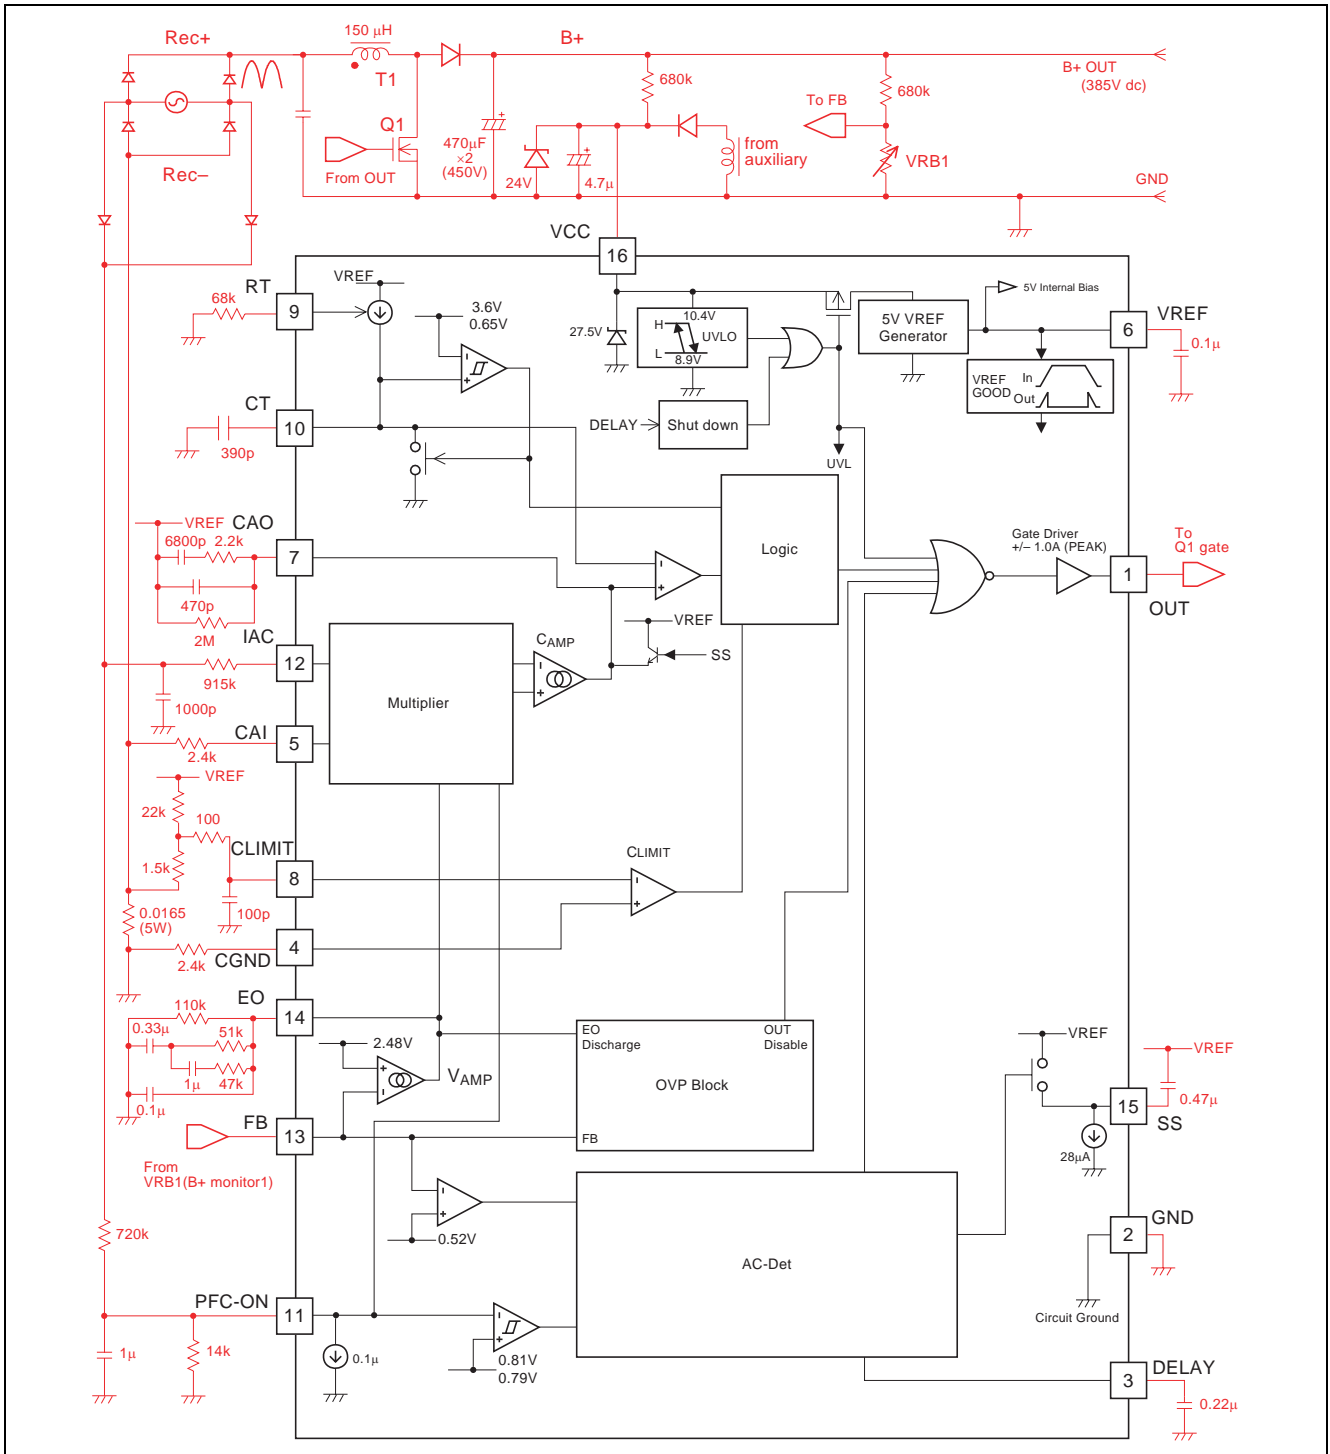 Rec+
150 μH
T1
B+
B+ OUT
(385V dc)
680k
680k
To FB
Q1
From OUT
470μF
×2
(450V)
24V
4.7μ
from
auxiliary
VRB1
Rec–
GND
VCC
16
RT
9
68k
VREF
3.6V
0.65V
27.5V
10.4V
H
UVLO
L
8.9V
5V VREF
Generator
5V Internal Bias
VREF
6
0.1μ
VREF
GOOD
In
Out
CT
10
390p
DELAY
Shut down
UVL
VREF
CAO
6800p
2.2k
7
470p
2M
Logic
Gate Driver
+/– 1.0A (PEAK)
To
Q1 gate
1
OUT
IAC
12
915k
1000p
Multiplier
CAMP
VREF
SS
CAI
5
2.4k
VREF
22k
100
CLIMIT
1.5k
8
CLIMIT
100p
0.0165
(5W)
4
CGND
2.4k
EO
110k
14
0.33μ
51k
1μ
47k
0.1μ
2.48V
VAMP
EO
Discharge
OUT
Disable
OVP Block
FB
VREF
VREF
0.47μ
15
SS
28μA
FB
13
From
VRB1(B+ monitor1)
0.52V
AC-Det
GND
2
Circuit Ground
720k
PFC-ON
11
1μ
14k
0.1μ
0.81V
0.79V
DELAY
3
0.22μ